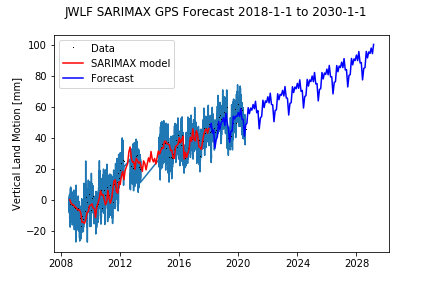 JWLF SARIMAX GPS Forecast 2018-1-1 to 2030-1-1
Data
SARIMAX model
Forecast
Vertical Land Motion [mm]
100
80
60
40
20
0
−20
2008 2012 2016 2020 2024 2028